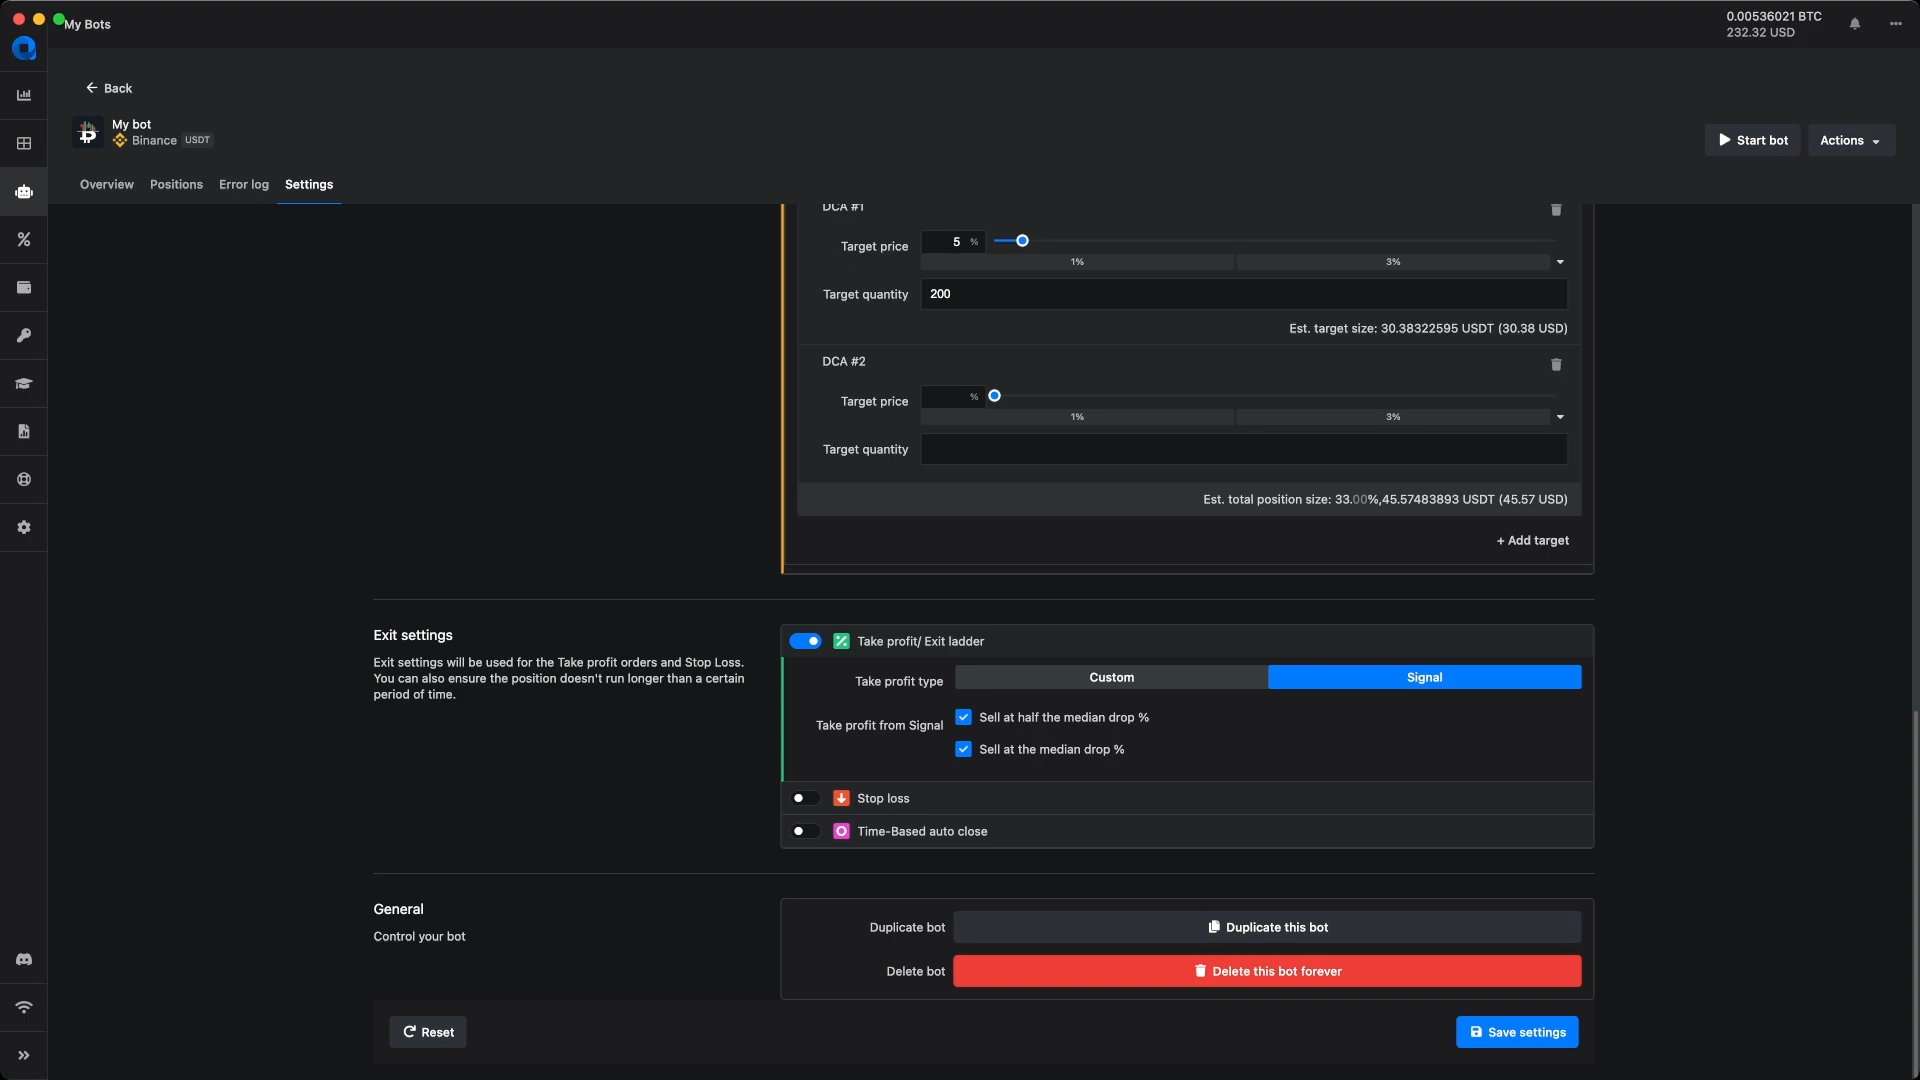 My Bots
0.00536021 BTC
232.32 USD
Back
My bot
Binance USDT
Start bot
Actions
Overview Positions Error log Settings
DCA #1
Target price 5 %
1% 3%
Target quantity 200
Est. target size: 30.38322595 USDT (30.38 USD)
DCA #2
Target price %
1% 3%
Target quantity
Est. total position size: 33.00%,45.57483893 USDT (45.57 USD)
+ Add target
Exit settings
Exit settings will be used for the Take profit orders and Stop Loss.
You can also ensure the position doesn't run longer than a certain
period of time.
Take profit/ Exit ladder
Take profit type Custom Signal
Take profit from Signal Sell at half the median drop %
Sell at the median drop %
Stop loss
Time-Based auto close
General
Control your bot
Duplicate bot Duplicate this bot
Delete bot Delete this bot forever
Reset Save settings